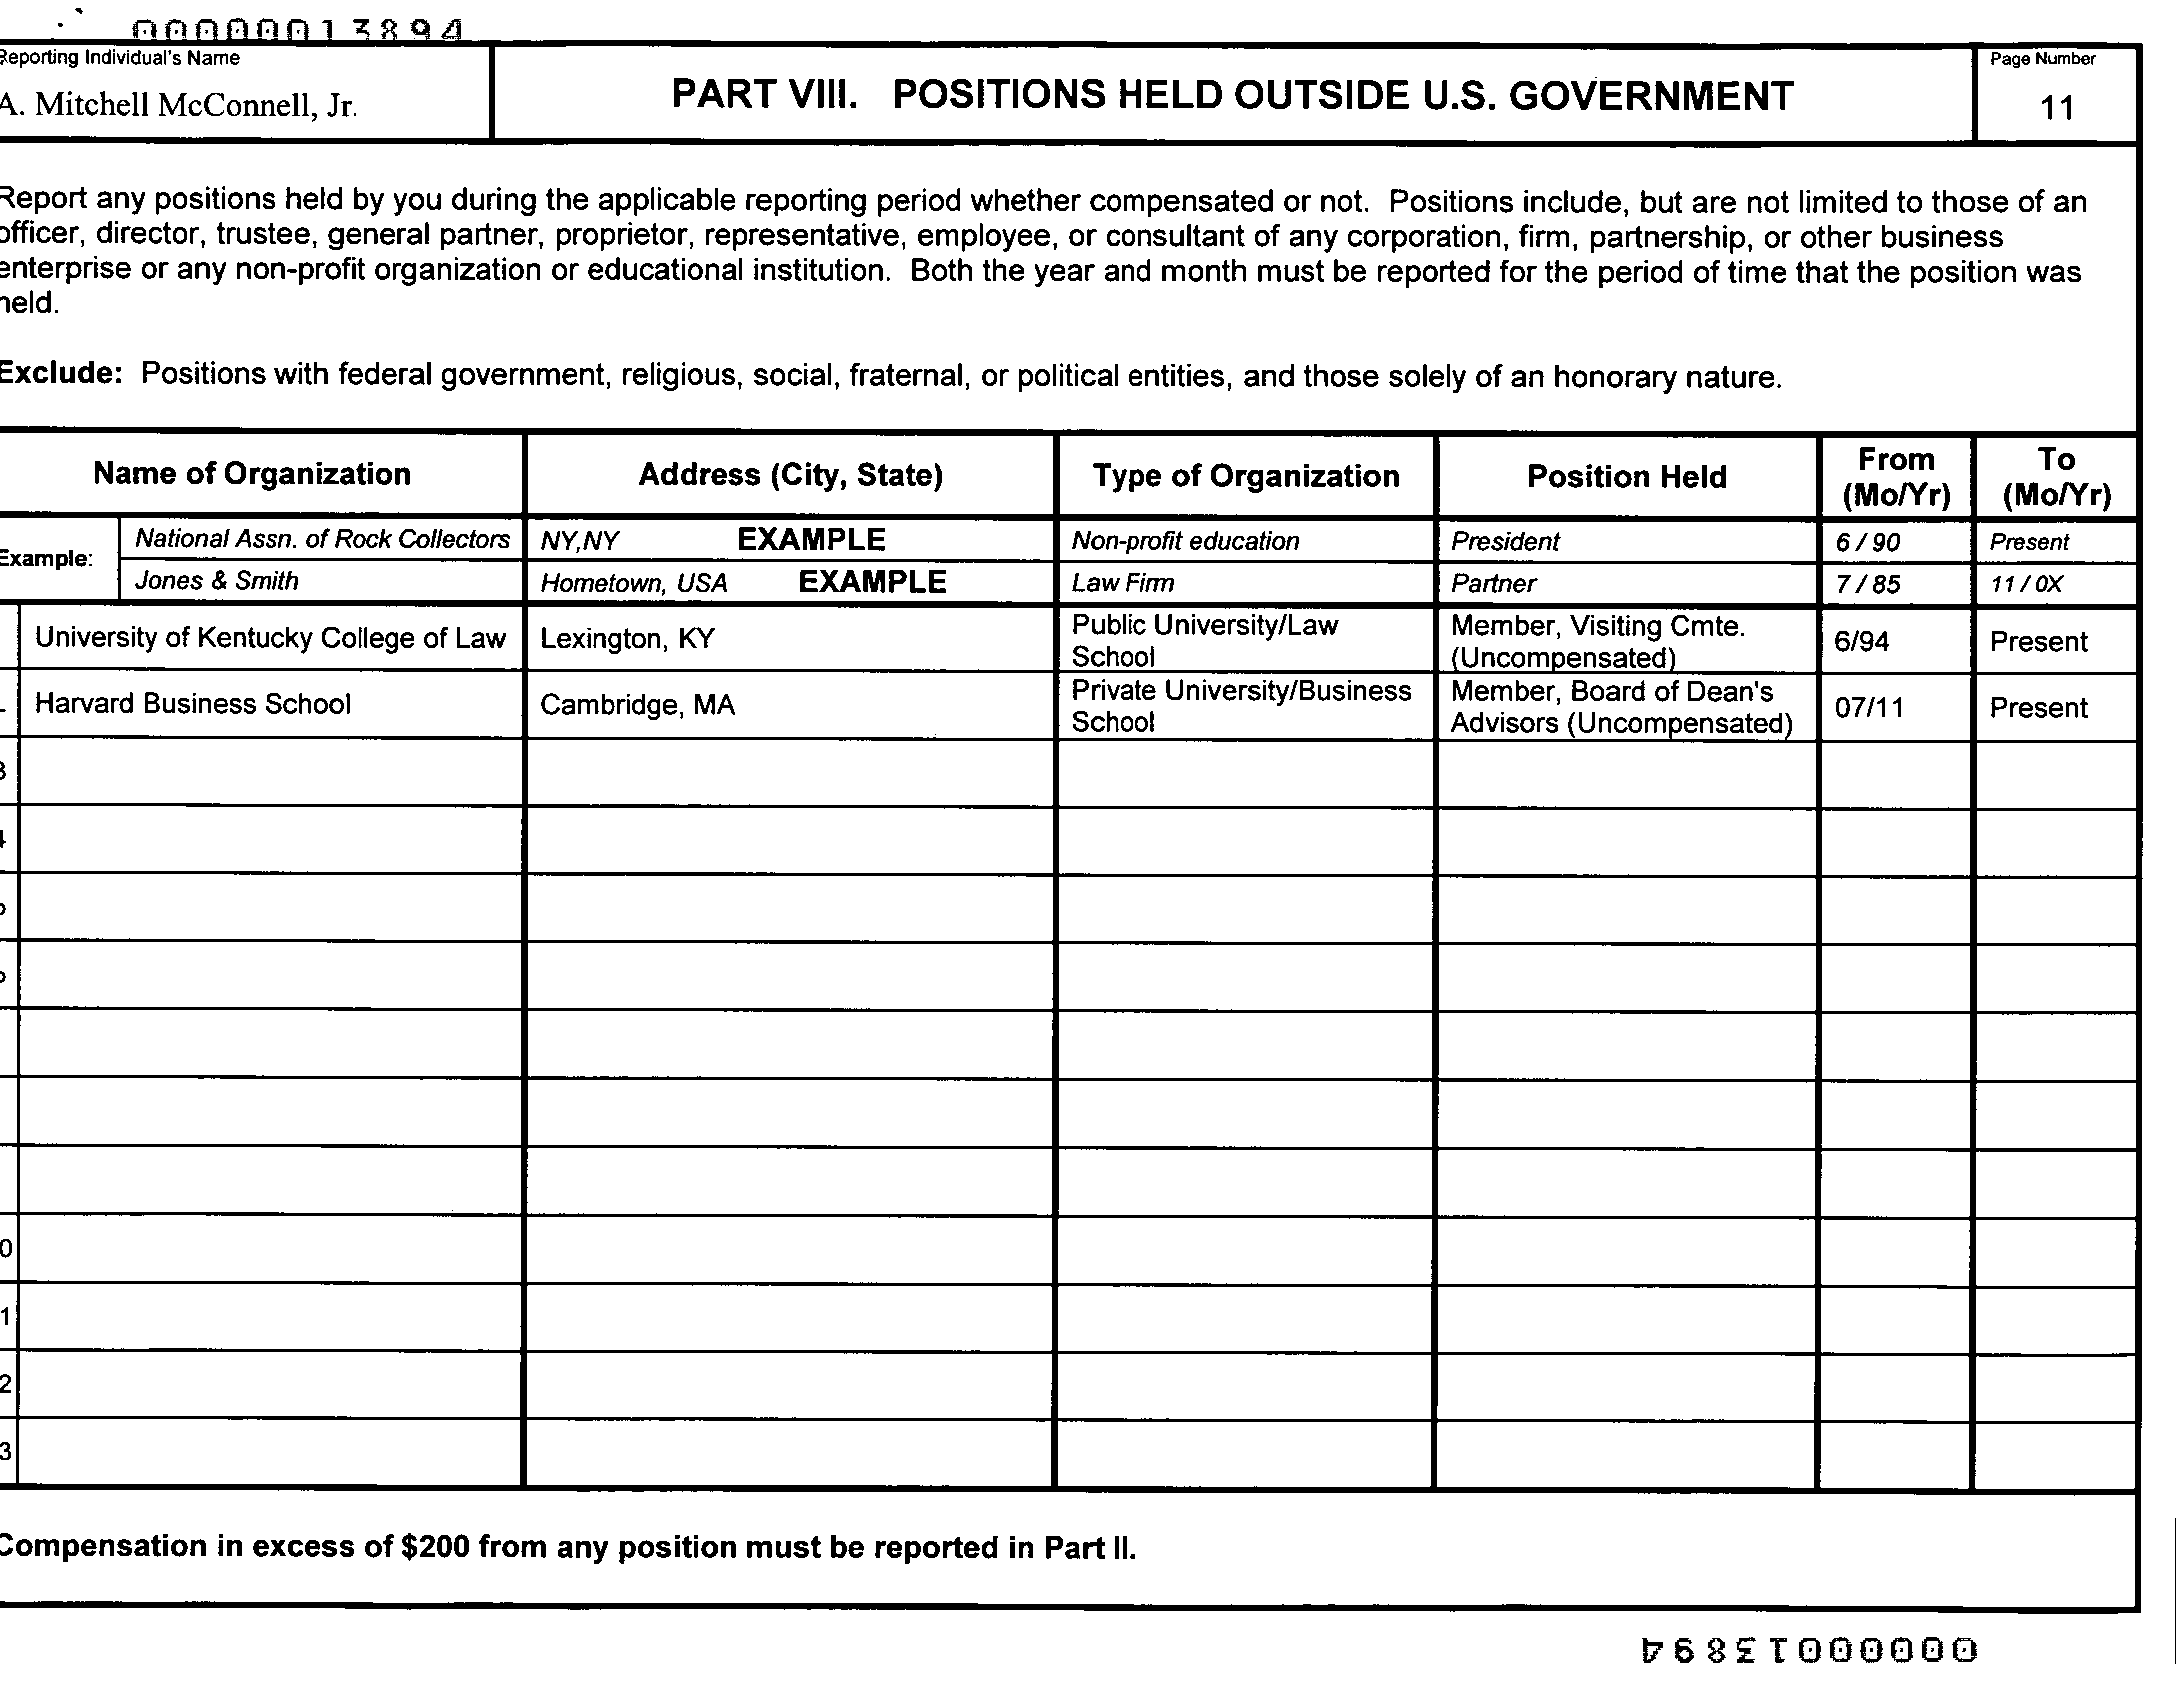 00000013894
Reporting Individual's Name
Page Number
A. Mitchell McConnell, Jr.
PART VIII. POSITIONS HELD OUTSIDE U.S. GOVERNMENT
11
Report any positions held by you during the applicable reporting period whether compensated or not. Positions include, but are not limited to those of an
officer, director, trustee, general partner, proprietor, representative, employee, or consultant of any corporation, firm, partnership, or other business
enterprise or any non-profit organization or educational institution. Both the year and month must be reported for the period of time that the position was
held.
Exclude: Positions with federal government, religious, social, fraternal, or political entities, and those solely of an honorary nature.
Name of Organization Address (City, State) Type of Organization Position Held From (Mo/Yr) To (Mo/Yr)
Example: National Assn. of Rock Collectors NY,NY EXAMPLE Non-profit education President 6 / 90 Present
Jones & Smith Hometown, USA EXAMPLE Law Firm Partner 7 / 85 11 / 0X
University of Kentucky College of Law Lexington, KY Public University/Law School Member, Visiting Cmte. (Uncompensated) 6/94 Present
Harvard Business School Cambridge, MA Private University/Business School Member, Board of Dean's Advisors (Uncompensated) 07/11 Present
3
4
0
1
2
3
Compensation in excess of $200 from any position must be reported in Part II.
00000013894